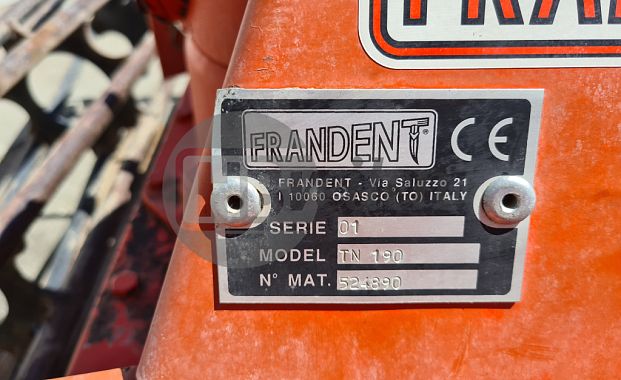 FRANDENT® CE
FRANDENT - Via Saluzzo 21
I 10060 OSASCO (TO) ITALY
SERIE 01
MODEL TN 190
N° MAT. 524890